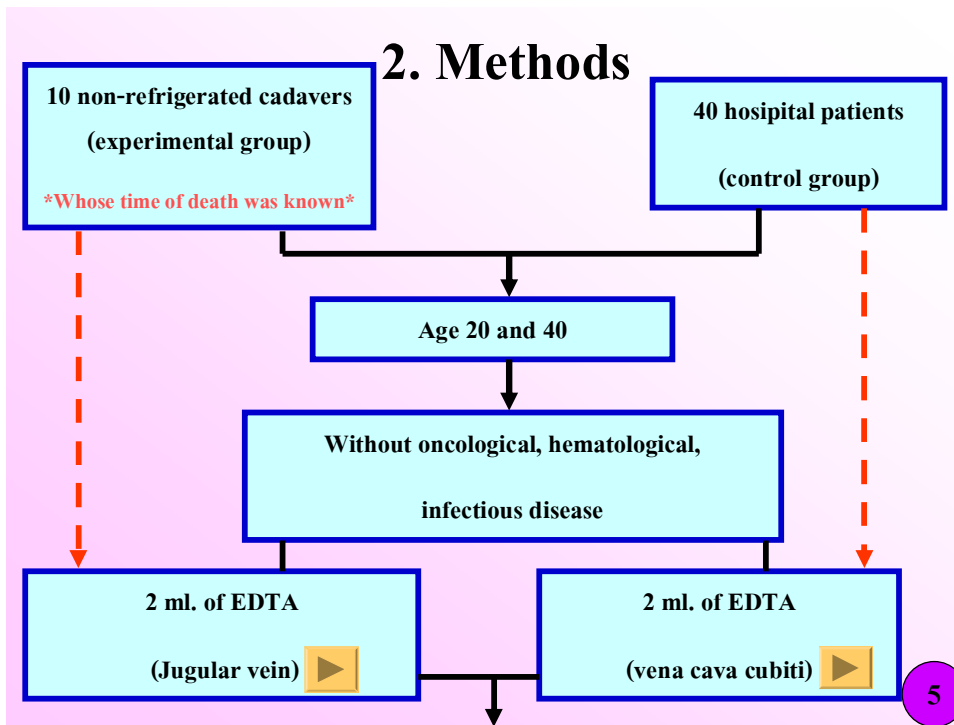 2. Methods
10 non-refrigerated cadavers
(experimental group)
*Whose time of death was known*
40 hosipital patients
(control group)
Age 20 and 40
Without oncological, hematological,
infectious disease
2 ml. of EDTA
(Jugular vein)
2 ml. of EDTA
(vena cava cubiti)
5